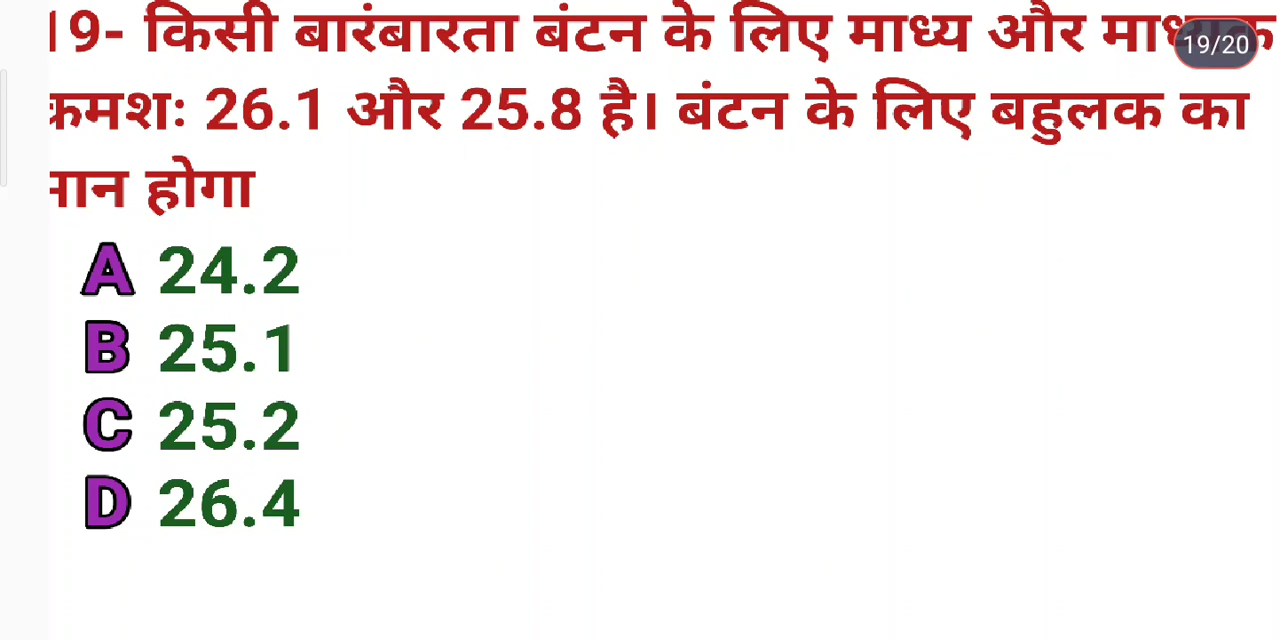 19- किसी बारंबारता बंटन के लिए माध्य और
19/20
क्रमशः 26.1 और 25.8 है। बंटन के लिए बहुलक का
मान होगा
A 24.2
B 25.1
C 25.2
D 26.4